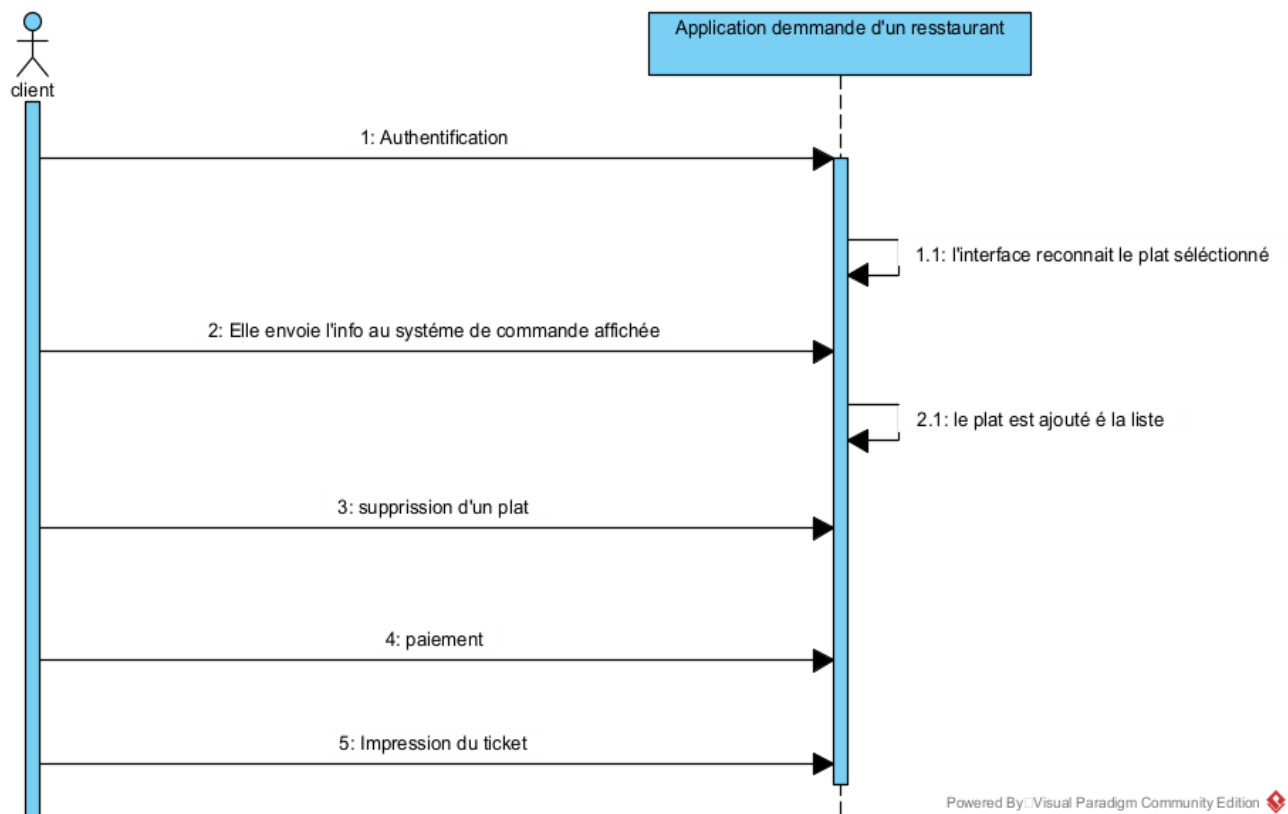 Application demmande d'un resstaurant
client
1: Authentification
1.1: l'interface reconnait le plat séléctionné
2: Elle envoie l'info au systéme de commande affichée
2.1: le plat est ajouté é la liste
3: supprission d'un plat
4: paiement
5: Impression du ticket
Powered By Visual Paradigm Community Edition